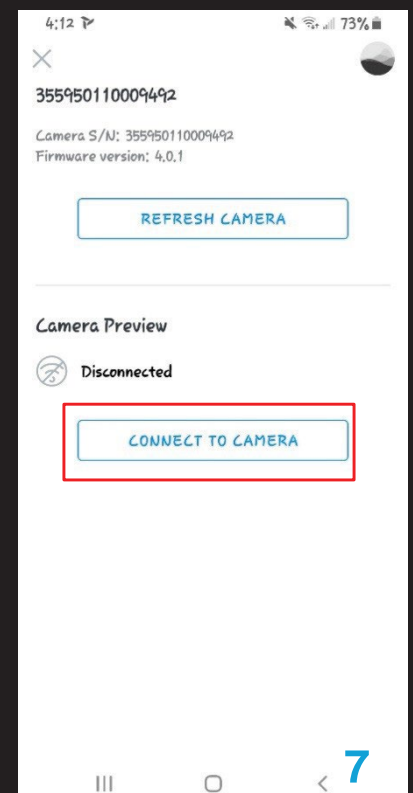 4:12 73%
355950110009492
Camera S/N: 355950110009492
Firmware version: 4.0.1
REFRESH CAMERA
Camera Preview
Disconnected
CONNECT TO CAMERA
7